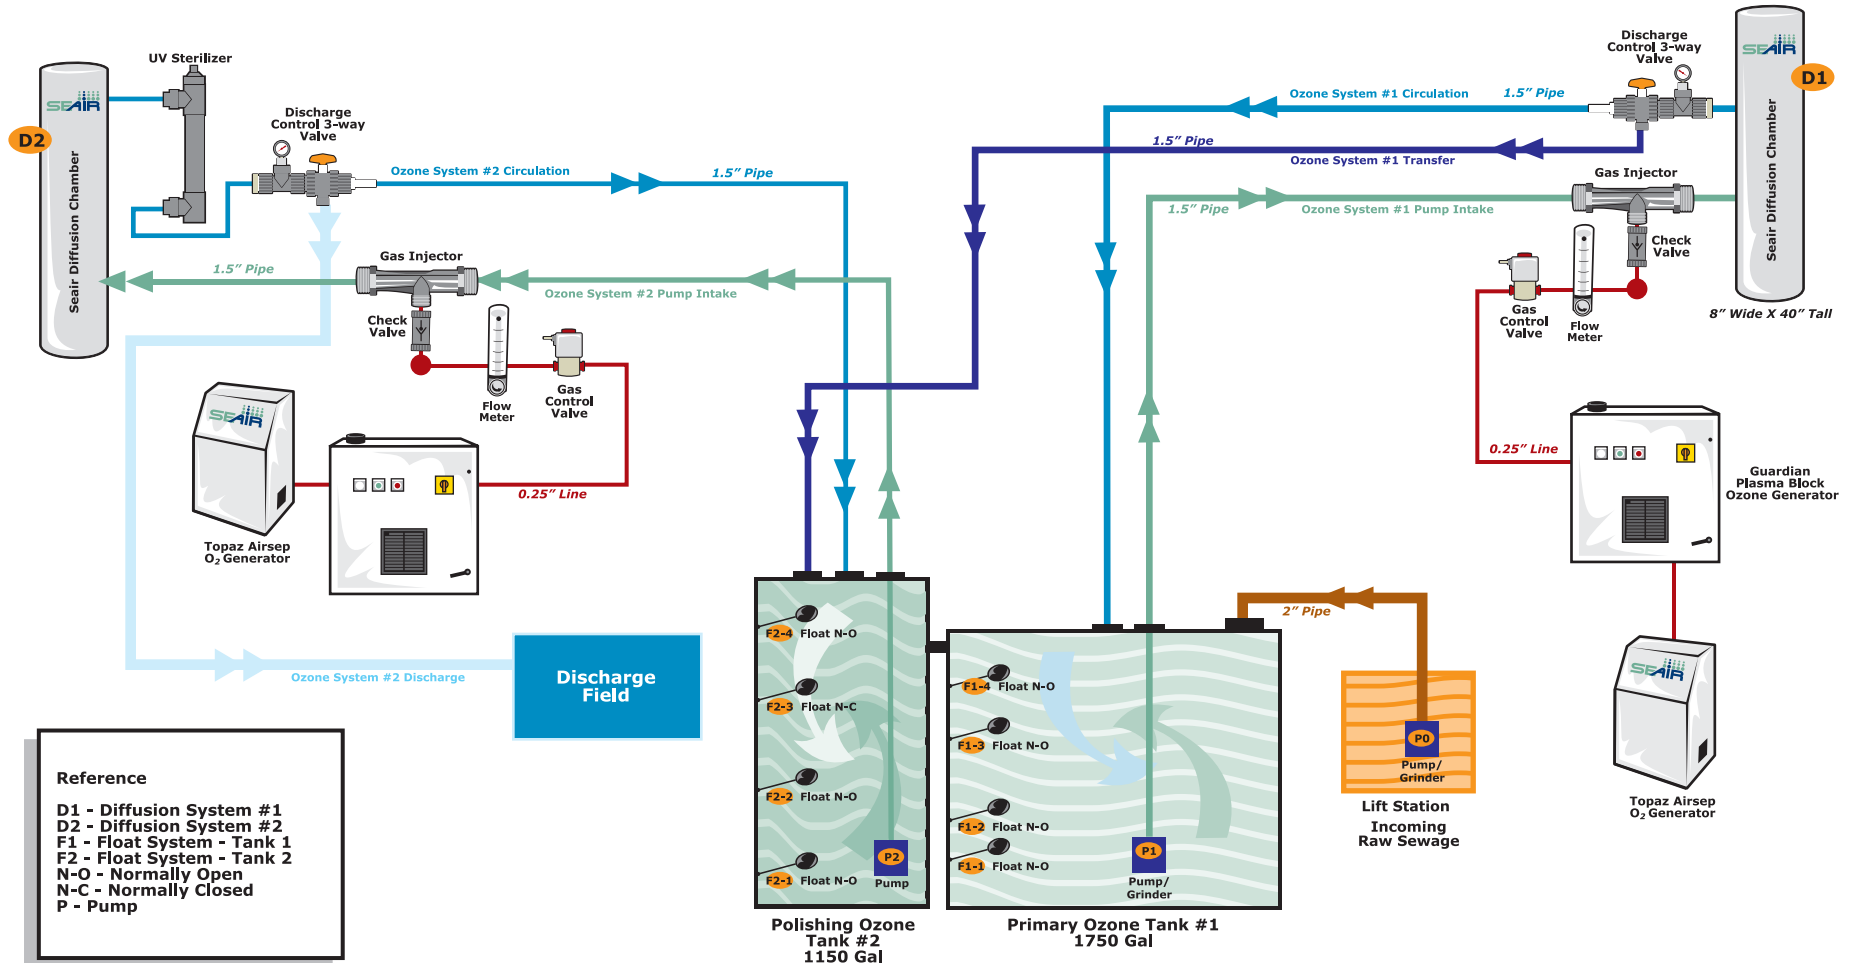 UV Sterilizer
SEAIR
D2
Seair Diffusion Chamber
Discharge
Control 3-way
Valve
Ozone System #2 Circulation
1.5" Pipe
1.5" Pipe
Gas Injector
Ozone System #2 Pump Intake
Check
Valve
Flow
Meter
Gas
Control
Valve
SEAIR
Topaz Airsep
O₂ Generator
0.25" Line
Ozone System #2 Discharge
Discharge
Field
Ozone System #1 Circulation
1.5" Pipe
1.5" Pipe
Ozone System #1 Transfer
1.5" Pipe
Ozone System #1 Pump Intake
Discharge
Control 3-way
Valve
SEAIR
D1
Seair Diffusion Chamber
Gas Injector
Check
Valve
Gas
Control
Valve
Flow
Meter
8" Wide X 40" Tall
0.25" Line
Guardian
Plasma Block
Ozone Generator
SEAIR
Topaz Airsep
O₂ Generator
2" Pipe
P0
Pump/
Grinder
Lift Station
Incoming
Raw Sewage
F2-4 Float N-O
F2-3 Float N-C
F2-2 Float N-O
F2-1 Float N-O
P2
Pump
Polishing Ozone
Tank #2
1150 Gal
F1-4 Float N-O
F1-3 Float N-O
F1-2 Float N-O
F1-1 Float N-O
P1
Pump/
Grinder
Primary Ozone Tank #1
1750 Gal
Reference
D1 - Diffusion System #1
D2 - Diffusion System #2
F1 - Float System - Tank 1
F2 - Float System - Tank 2
N-O - Normally Open
N-C - Normally Closed
P - Pump